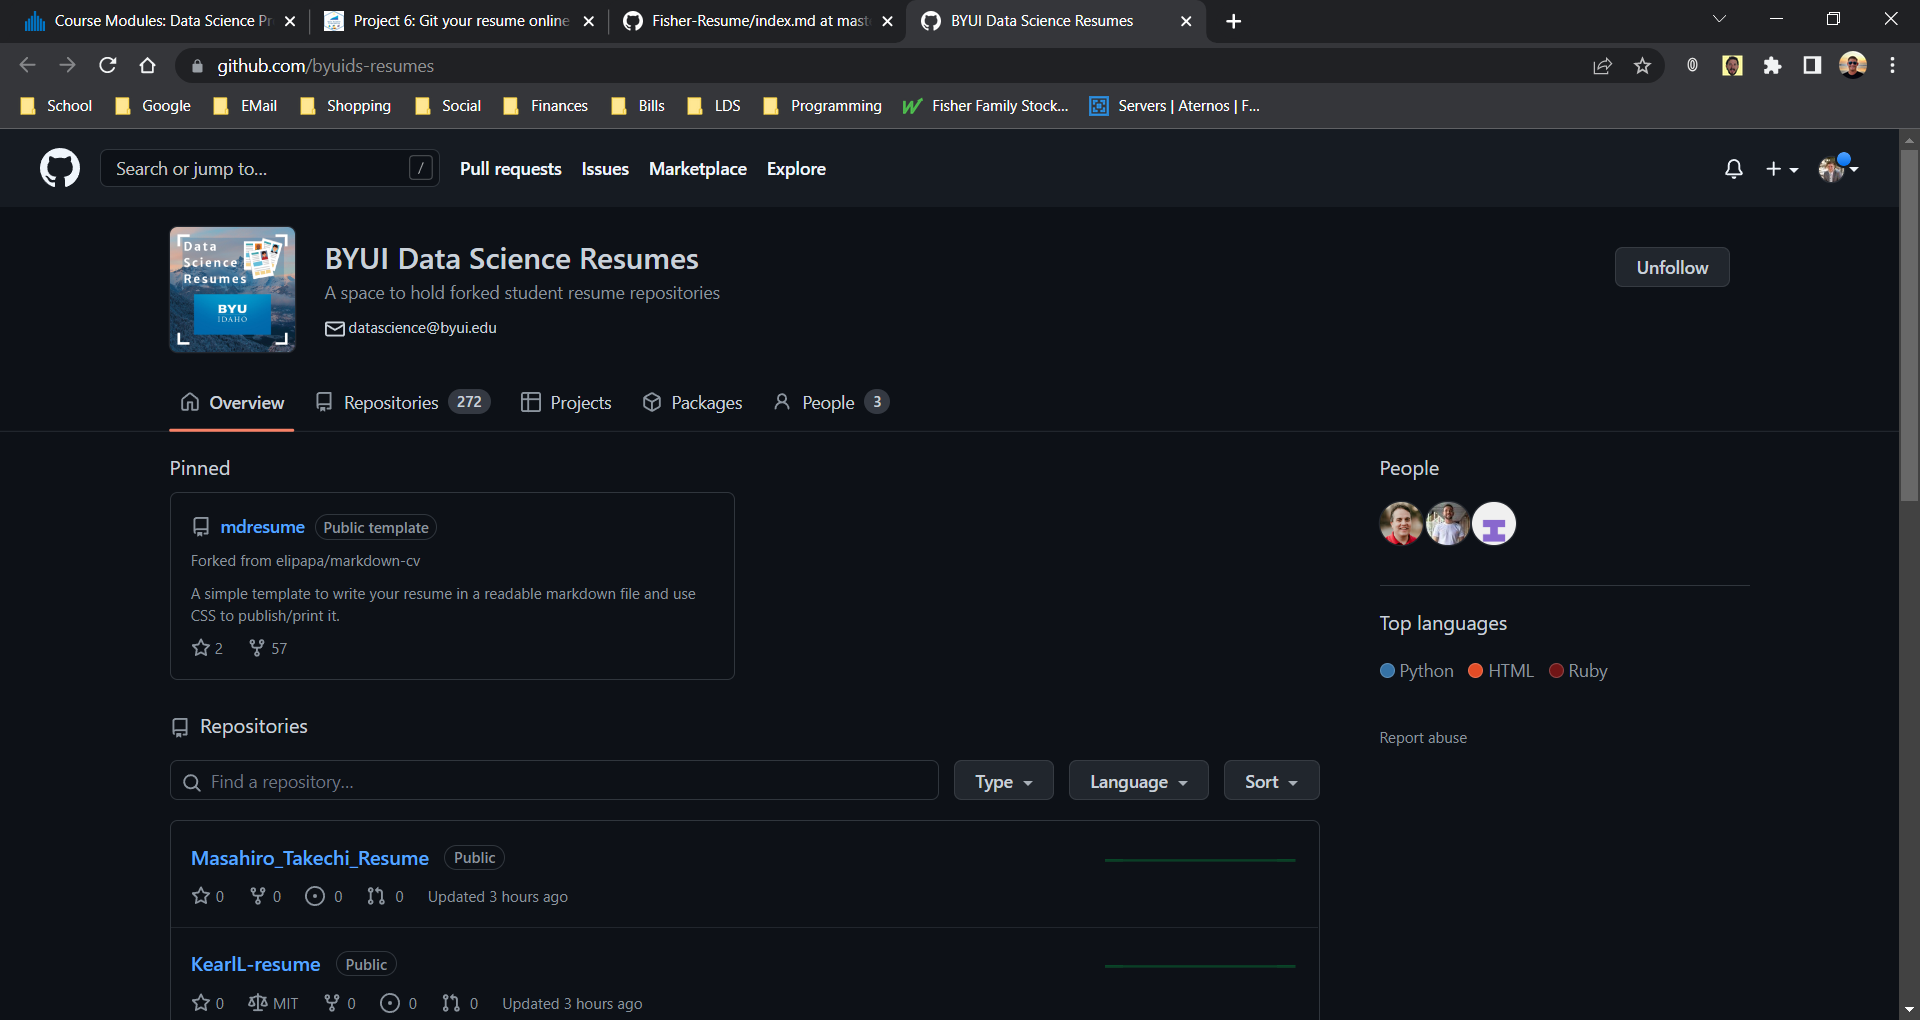 Course Modules: Data Science Pr
Project 6: Git your resume online
Fisher-Resume/index.md at mast
BYUI Data Science Resumes
github.com/byuids-resumes
School
Google
EMail
Shopping
Social
Finances
Bills
LDS
Programming
Fisher Family Stock...
Servers | Aternos | F...
Search or jump to...
/
Pull requests
Issues
Marketplace
Explore
Data
Science
Resumes
BYU
IDAHO
BYUI Data Science Resumes
A space to hold forked student resume repositories
datascience@byui.edu
Unfollow
Overview
Repositories 272
Projects
Packages
People 3
Pinned
mdresume Public template
Forked from elipapa/markdown-cv
A simple template to write your resume in a readable markdown file and use
CSS to publish/print it.
2 57
People
Top languages
Python HTML Ruby
Report abuse
Repositories
Find a repository...
Type
Language
Sort
Masahiro_Takechi_Resume Public
0 0 0 0 Updated 3 hours ago
KearlL-resume Public
0 MIT 0 0 0 Updated 3 hours ago